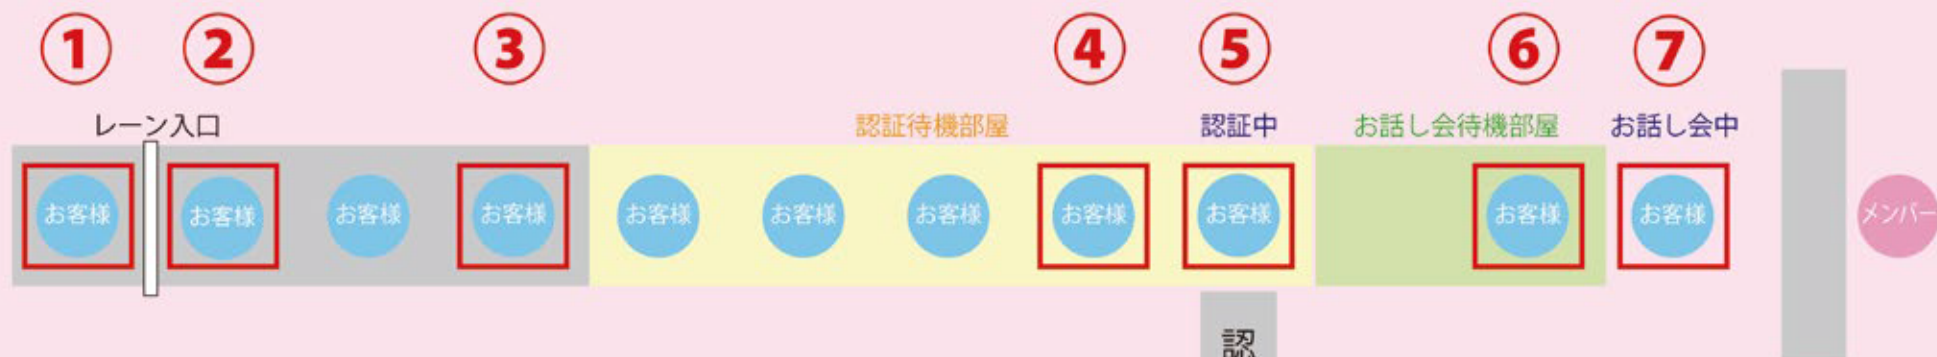 ① ② ③ ④ ⑤ ⑥ ⑦
レーン入口 認証待機部屋 認証中 お話し会待機部屋 お話し会中
お客様 お客様 お客様 お客様 お客様 お客様 お客様 お客様 お客様 お客様 お客様 メンバー
認